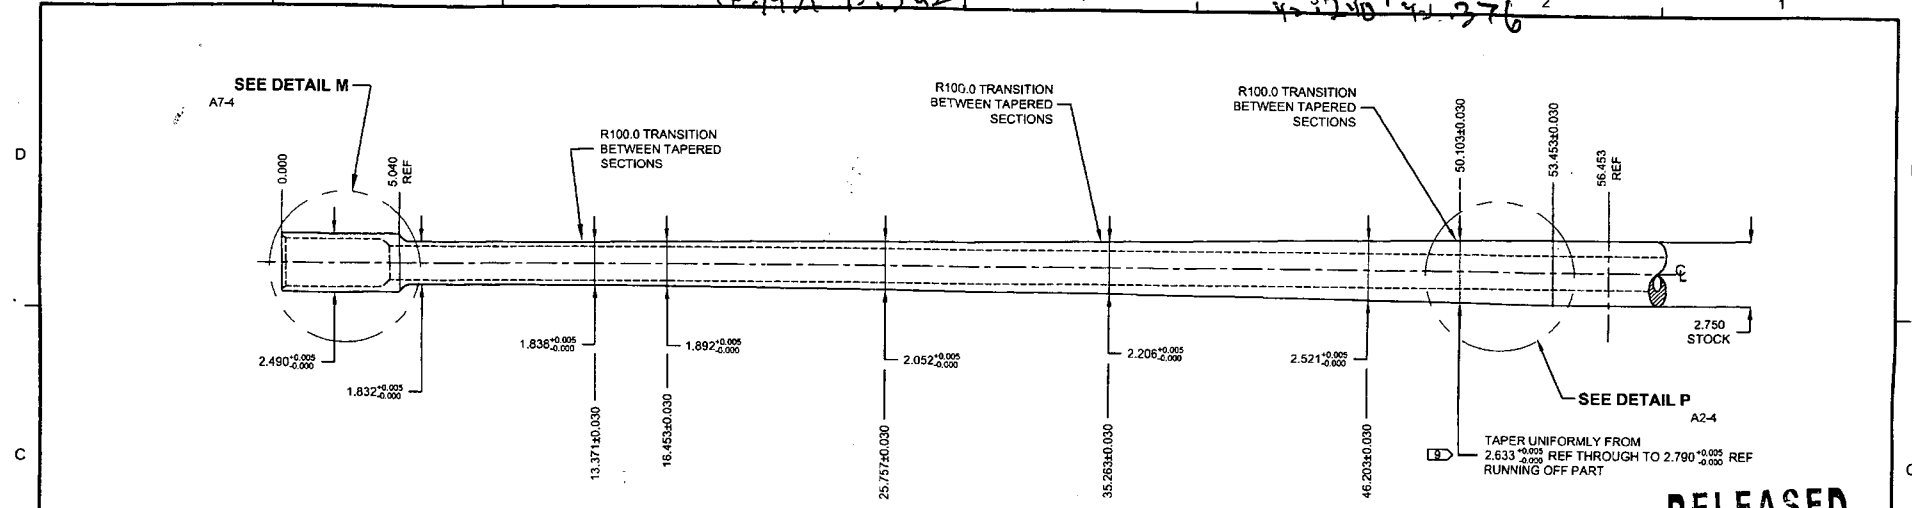 2
1
SEE DETAIL M
A7-4
R100.0 TRANSITION
BETWEEN TAPERED
SECTIONS
R100.0 TRANSITION
BETWEEN TAPERED
SECTIONS
R100.0 TRANSITION
BETWEEN TAPERED
SECTIONS
D
0.000
5.040
REF
50.103±0.030
53.453±0.030
56.453
REF
2.490 +0.005 -0.000
1.832 +0.005 -0.000
1.838 +0.005 -0.000
1.892 +0.005 -0.000
2.052 +0.005 -0.000
2.206 +0.005 -0.000
2.521 +0.005 -0.000
2.750
STOCK
13.371±0.030
16.453±0.030
25.757±0.030
35.263±0.030
46.203±0.030
SEE DETAIL P
A2-4
C
9
TAPER UNIFORMLY FROM
2.633 +0.005 -0.000 REF THROUGH TO 2.790 +0.005 -0.000 REF
RUNNING OFF PART
RELEASED